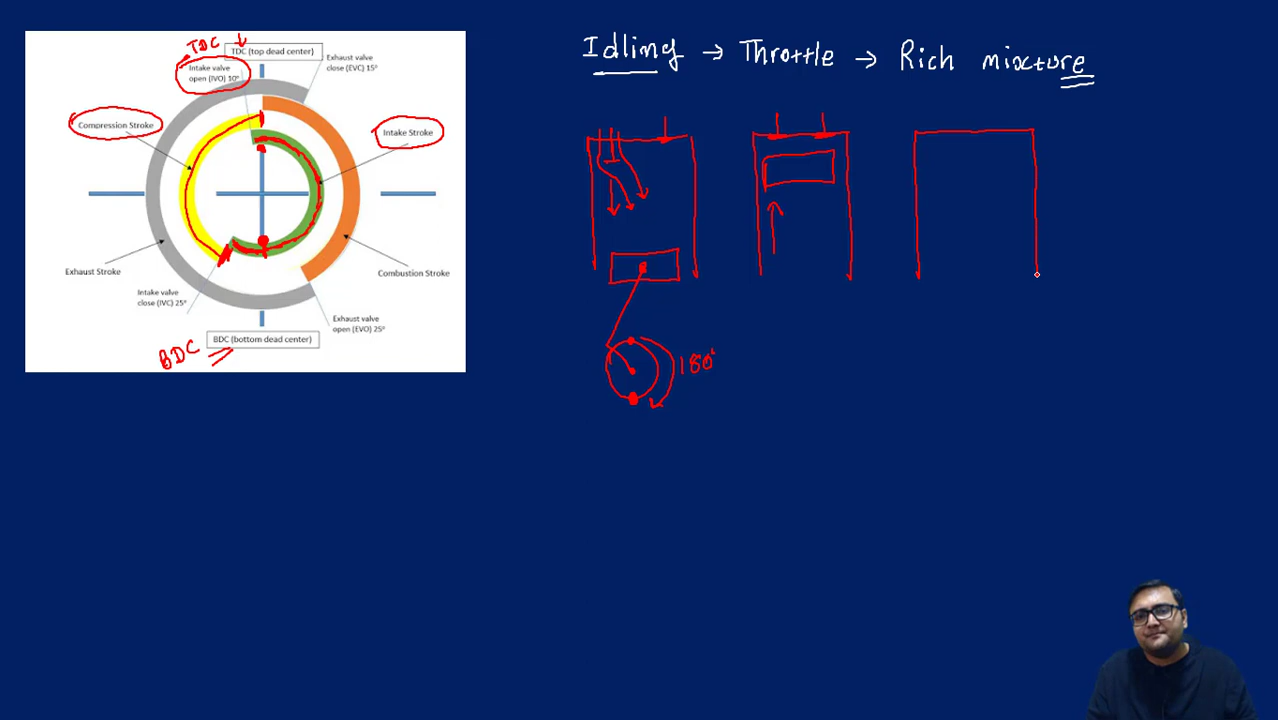 Idling → Throttle → Rich mixture
TDC
TDC (top dead center)
Intake valve
open (IVO) 10°
Exhaust valve
close (EVC) 15°
Compression Stroke
Intake Stroke
Exhaust Stroke
Combustion Stroke
Intake valve
close (IVC) 25°
Exhaust valve
open (EVO) 25°
BDC
BDC (bottom dead center)
180°